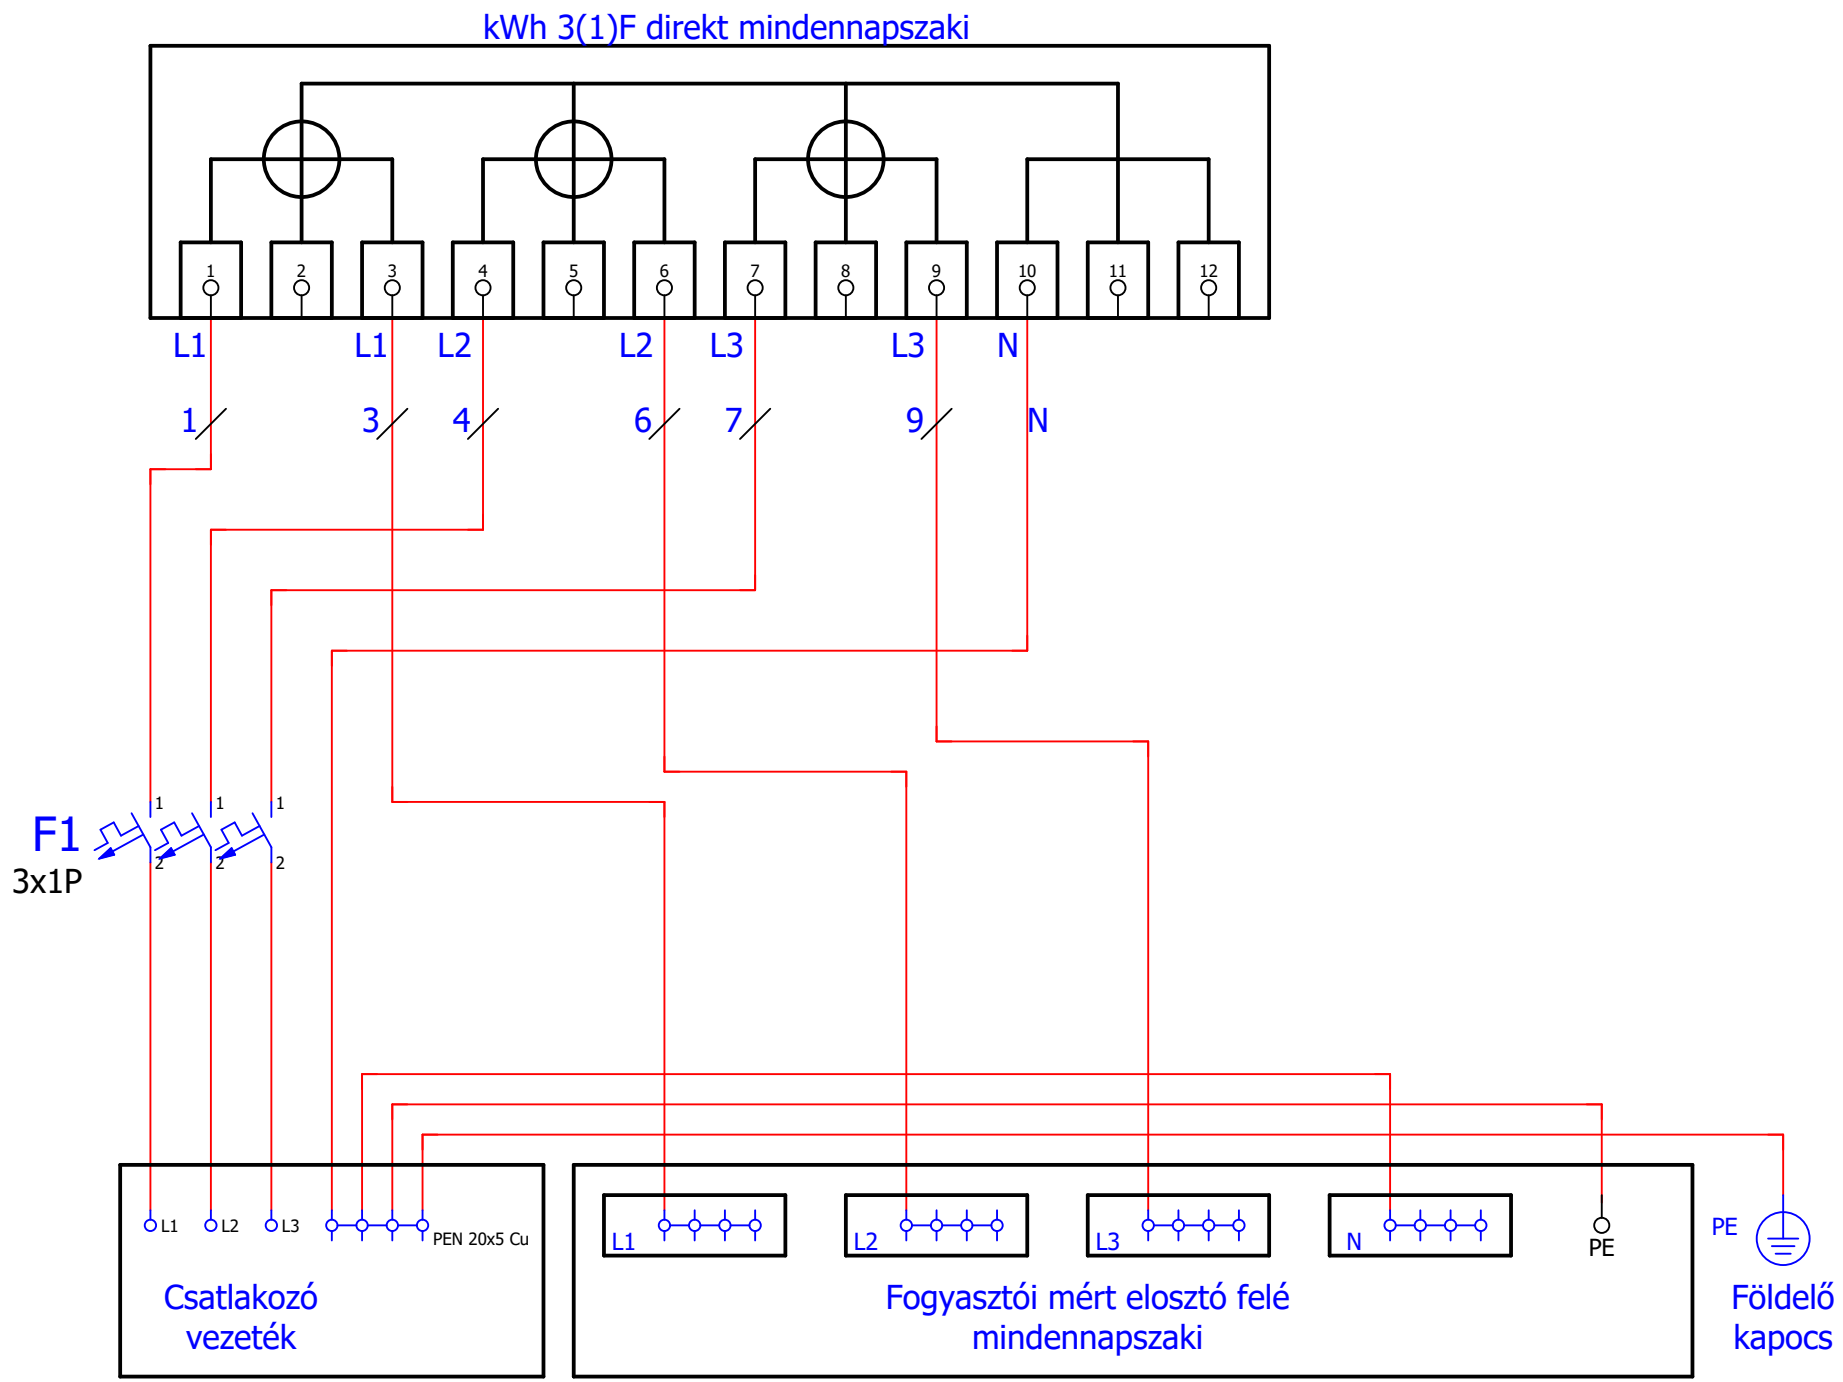 kWh 3(1)F direkt mindennapszaki
1 2 3 4 5 6 7 8 9 10 11 12
L1 L1 L2 L2 L3 L3 N
1 3 4 6 7 9 N
1 1 1
F1
2 2 2
3x1P
L1 L2 L3 PEN 20x5 Cu
L1 L2 L3 N PE
PE
Csatlakozó
vezeték
Fogyasztói mért elosztó felé
mindennapszaki
Földelő
kapocs